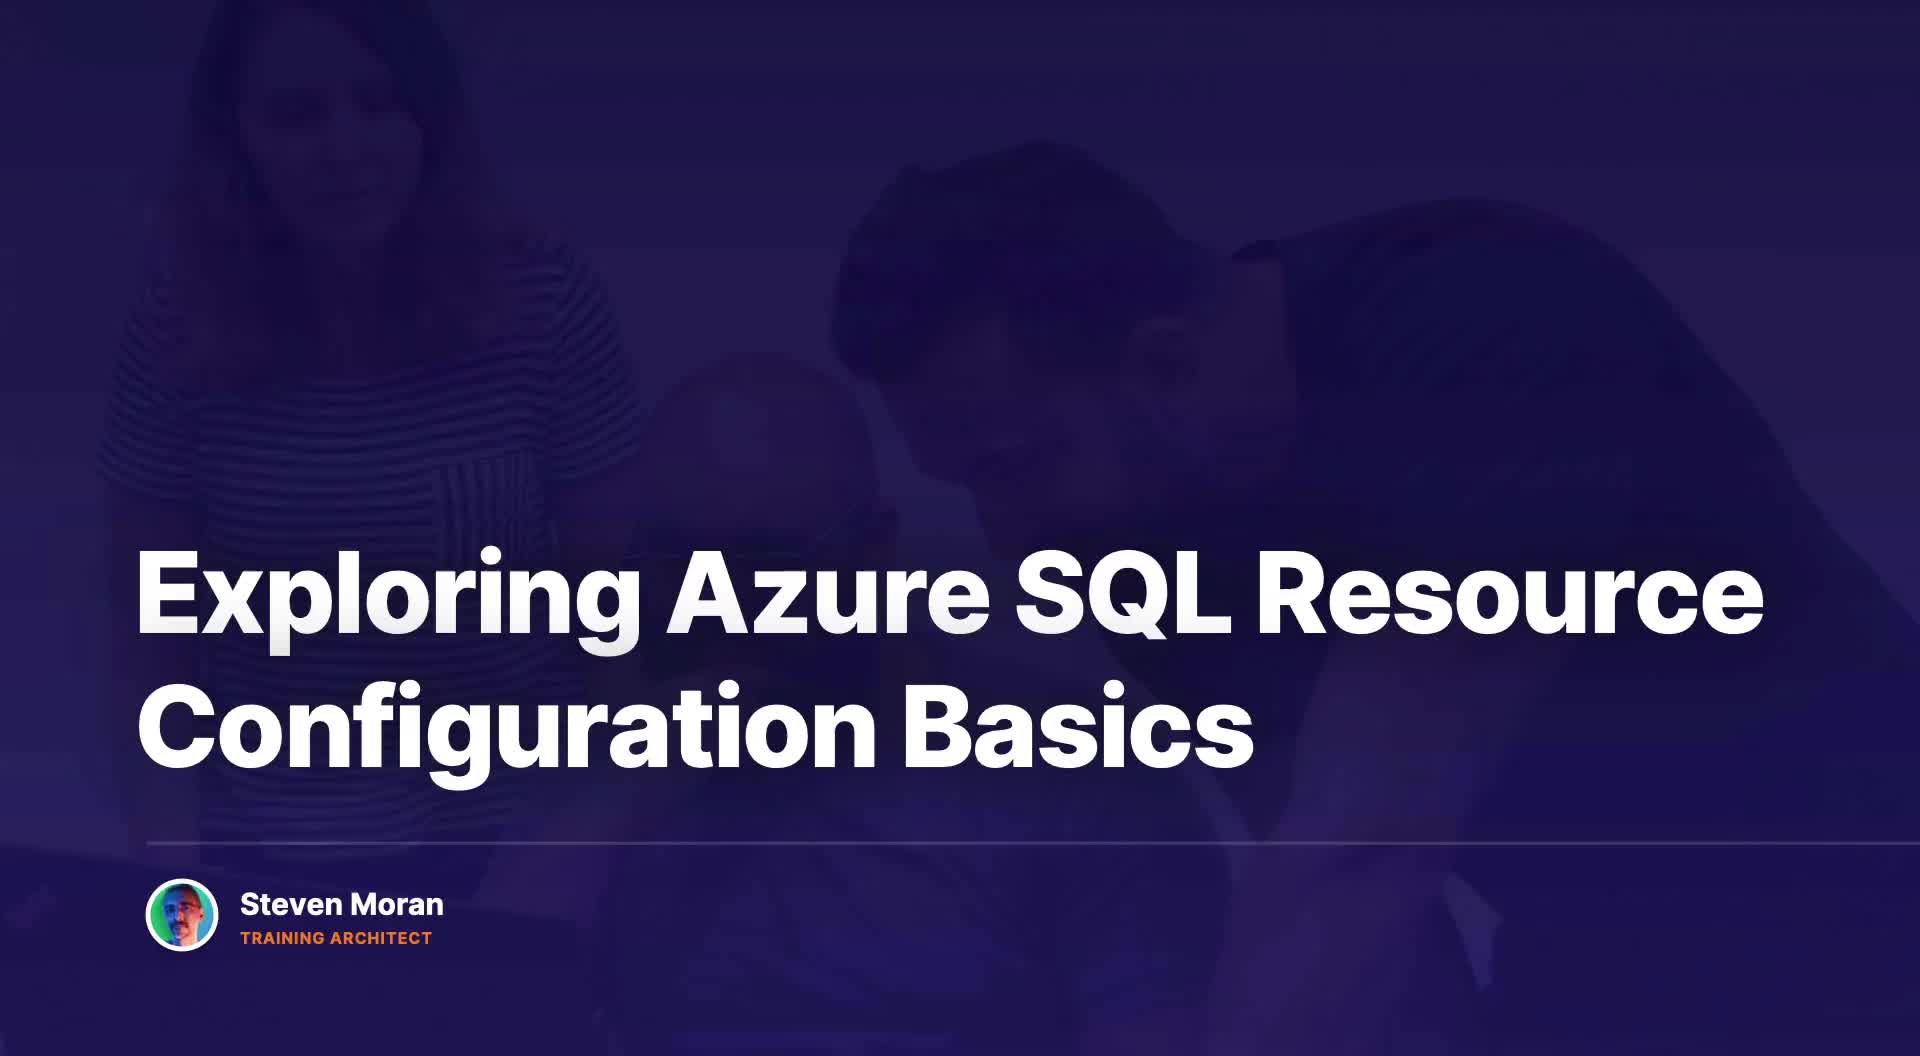 Exploring Azure SQL Resource
Configuration Basics
Steven Moran
TRAINING ARCHITECT